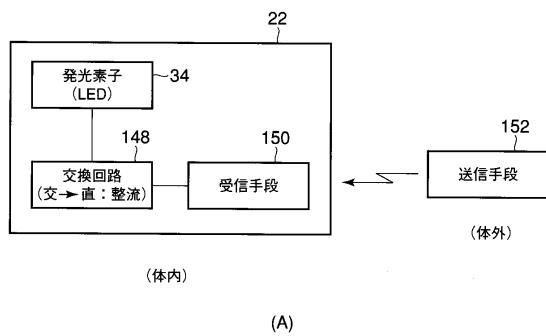 22
発光素子
(LED)
34
148
交換回路
(交→直:整流)
150
受信手段
152
送信手段
(体外)
(体内)
(A)